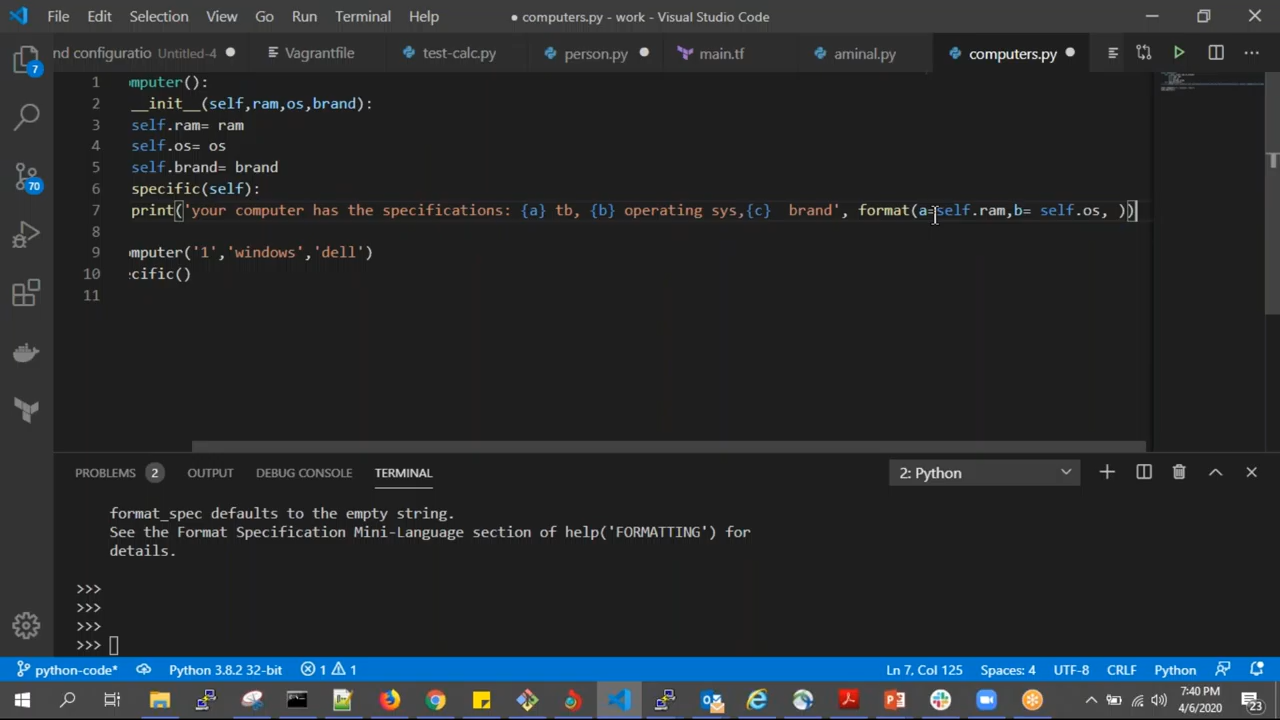 File Edit Selection View Go Run Terminal Help ● computers.py - work - Visual Studio Code
nd configuratio Untitled-4 Vagrantfile test-calc.py person.py main.tf aminal.py computers.py
1 mputer():
2 __init__(self,ram,os,brand):
3 self.ram= ram
4 self.os= os
5 self.brand= brand
6 specific(self):
7 print('your computer has the specifications: {a} tb, {b} operating sys,{c}  brand', format(a=self.ram,b= self.os, ))
8
9 mputer('1','windows','dell')
10 cific()
11
PROBLEMS 2 OUTPUT DEBUG CONSOLE TERMINAL 2: Python
format_spec defaults to the empty string.
See the Format Specification Mini-Language section of help('FORMATTING') for
details.
>>>
>>>
>>>
>>>
7
70
python-code* Python 3.8.2 32-bit 1 1 Ln 7, Col 125 Spaces: 4 UTF-8 CRLF Python
7:40 PM
4/6/2020
23